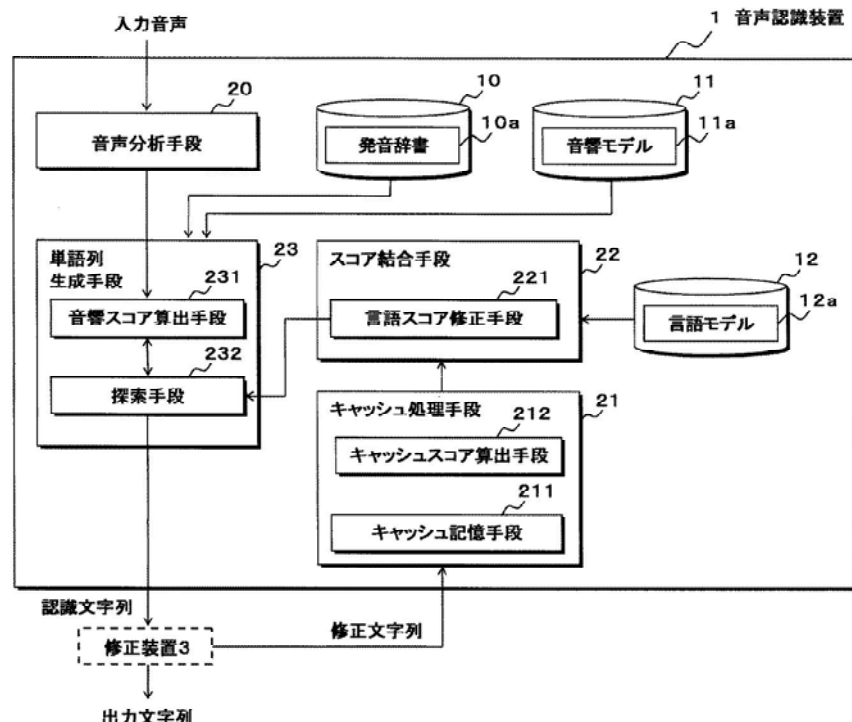 入力音声
1 音声認識装置
20
音声分析手段
10
10a
発音辞書
11
11a
音響モデル
単語列
生成手段
23
231
音響スコア算出手段
232
探索手段
スコア結合手段
22
221
言語スコア修正手段
12
12a
言語モデル
キャッシュ処理手段
21
212
キャッシュスコア算出手段
211
キャッシュ記憶手段
認識文字列
修正装置3
修正文字列
出力文字列